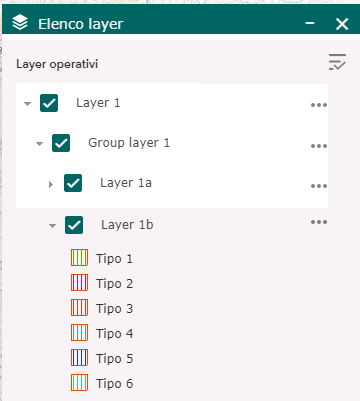 Elenco layer
Layer operativi
Layer 1
Group layer 1
Layer 1a
Layer 1b
Tipo 1
Tipo 2
Tipo 3
Tipo 4
Tipo 5
Tipo 6